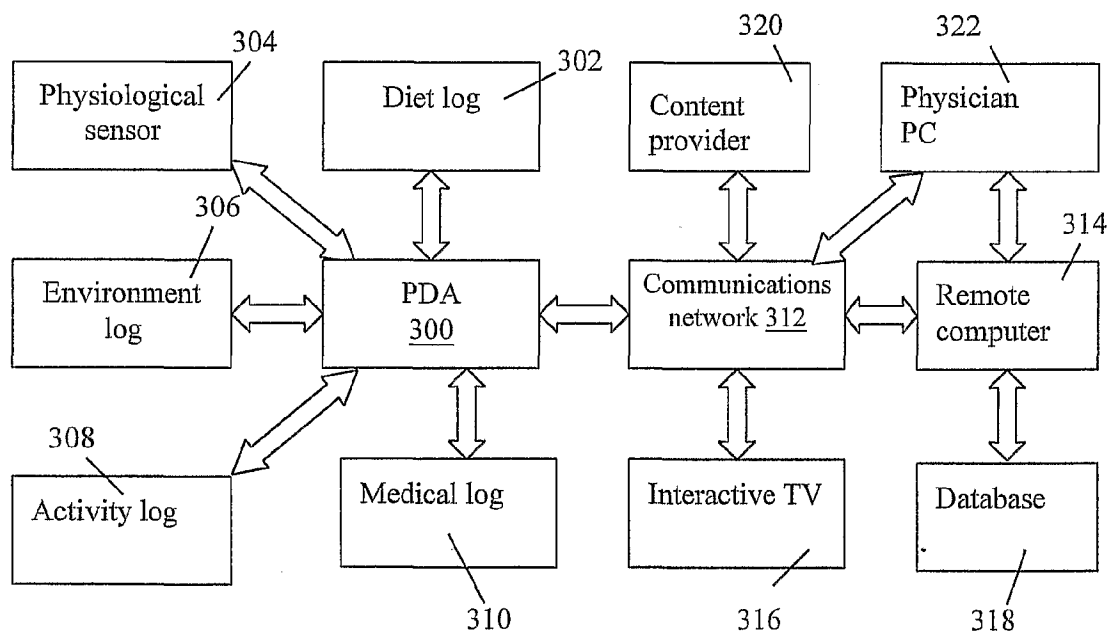 304
Physiological
sensor
302
Diet log
320
Content
provider
322
Physician
PC
306
Environment
log
PDA
300
Communications
network 312
314
Remote
computer
308
Activity log
Medical log
310
Interactive TV
316
Database
318